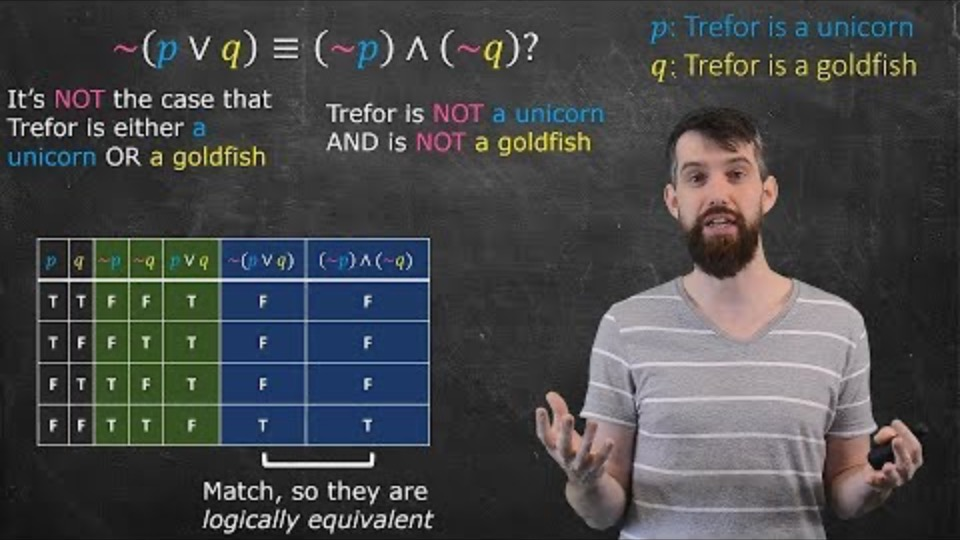 ~(p ∨ q) ≡ (~p) ∧ (~q)?
p: Trefor is a unicorn
q: Trefor is a goldfish
It's NOT the case that
Trefor is either a
unicorn OR a goldfish
Trefor is NOT a unicorn
AND is NOT a goldfish
p q ~p ~q p ∨ q ~(p ∨ q) (~p) ∧ (~q)
T T F F T F F
T F F T T F F
F T T F T F F
F F T T F T T
Match, so they are
logically equivalent